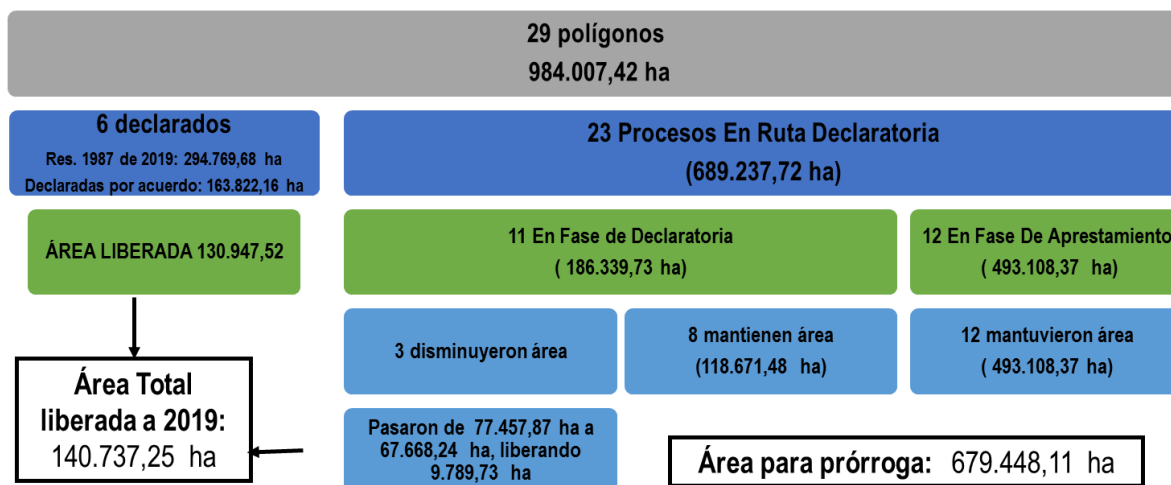 29 polígonos
984.007,42 ha
6 declarados
Res. 1987 de 2019: 294.769,68 ha
Declaradas por acuerdo: 163.822,16 ha
23 Procesos En Ruta Declaratoria
(689.237,72 ha)
ÁREA LIBERADA 130.947,52
11 En Fase de Declaratoria
( 186.339,73 ha)
12 En Fase De Aprestamiento
( 493.108,37 ha)
3 disminuyeron área
8 mantienen área
(118.671,48 ha)
12 mantuvieron área
( 493.108,37 ha)
Área Total
liberada a 2019:
140.737,25 ha
Pasaron de 77.457,87 ha a
67.668,24 ha, liberando
9.789,73 ha
Área para prórroga: 679.448,11 ha